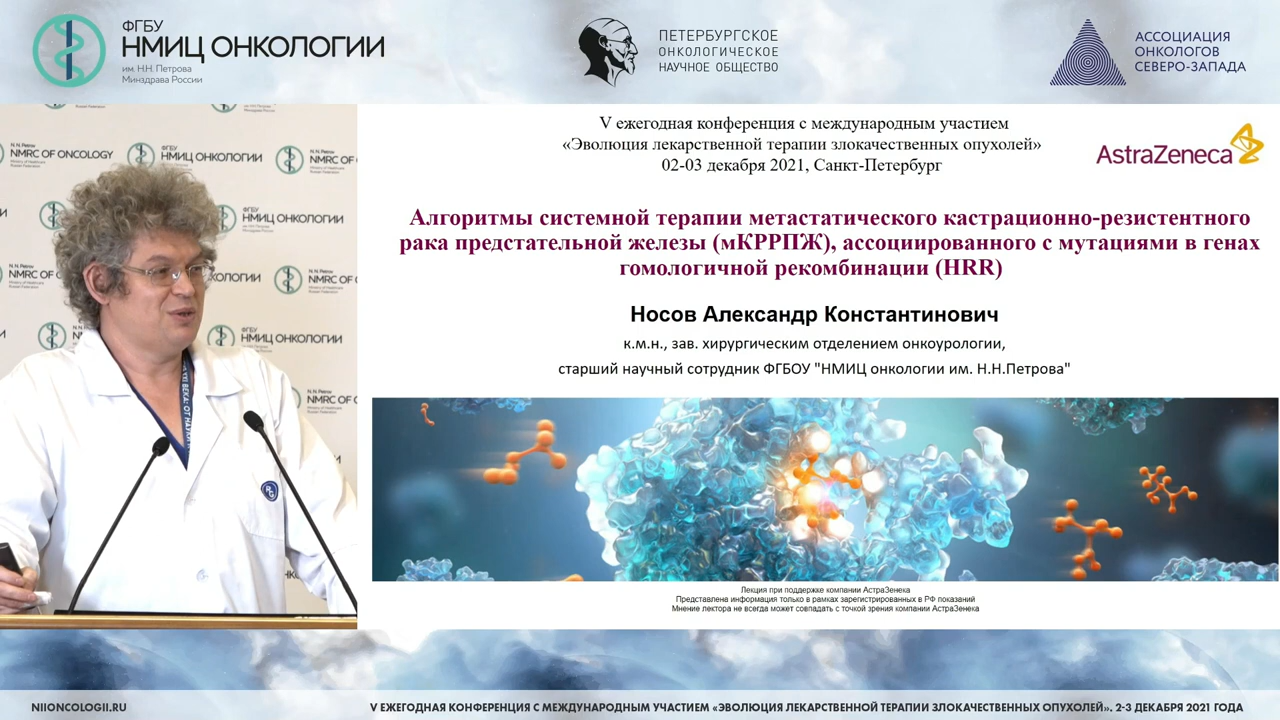 ФГБУ
НМИЦ ОНКОЛОГИИ
им. Н.Н. Петрова
Минздрава России
ПЕТЕРБУРГСКОЕ
ОНКОЛОГИЧЕСКОЕ
НАУЧНОЕ ОБЩЕСТВО
АССОЦИАЦИЯ
ОНКОЛОГОВ
СЕВЕРО-ЗАПАДА
NMRC OF ONCOLOGY
НМИЦ ОНКОЛОГИИ
V ежегодная конференция с международным участием
«Эволюция лекарственной терапии злокачественных опухолей»
02-03 декабря 2021, Санкт-Петербург
AstraZeneca
Алгоритмы системной терапии метастатического кастрационно-резистентного
рака предстательной железы (мКРРПЖ), ассоциированного с мутациями в генах
гомологичной рекомбинации (HRR)
Носов Александр Константинович
к.м.н., зав. хирургическим отделением онкоурологии,
старший научный сотрудник ФГБОУ "НМИЦ онкологии им. Н.Н.Петрова"
Лекция при поддержке компании АстраЗенека
Представлена информация только в рамках зарегистрированных в РФ показаний
Мнение лектора не всегда может совпадать с точкой зрения компании АстраЗенека
NIIONCOLOGII.RU
V ЕЖЕГОДНАЯ КОНФЕРЕНЦИЯ С МЕЖДУНАРОДНЫМ УЧАСТИЕМ «ЭВОЛЮЦИЯ ЛЕКАРСТВЕННОЙ ТЕРАПИИ ЗЛОКАЧЕСТВЕННЫХ ОПУХОЛЕЙ». 2-3 ДЕКАБРЯ 2021 ГОДА